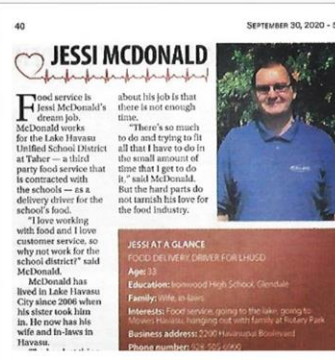 40
SEPTEMBER 30, 2020 -
JESSI MCDONALD
Food service is
Jessi McDonald's
dream job.
McDonald works
for the Lake Havasu
Unified School District
at Taher — a third
party food service that
is contracted with
the schools — as a
delivery driver for the
school's food.
"I love working
with food and I love
customer service, so
why not work for the
school district?" said
McDonald.
McDonald has
lived in Lake Havasu
City since 2006 when
his sister took him
in. He now has his
wife and in-laws in
Havasu.
about his job is that
there is not enough
time.
"There's so much
to do and trying to fit
all that I have to do in
the small amount of
time that I get to do
it," said McDonald.
But the hard parts do
not tarnish his love for
the food industry.
JESSI AT A GLANCE
FOOD DELIVERY DRIVER FOR LHUSD
Age: 33
Education: Ironwood High School, Glendale
Family: Wife, in-laws
Interests: Food service, going to the lake, going to
Movies Havasu, hanging out with family at Rotary Park
Business address: 2200 Havasupai Boulevard
Phone number: 928-505-6900